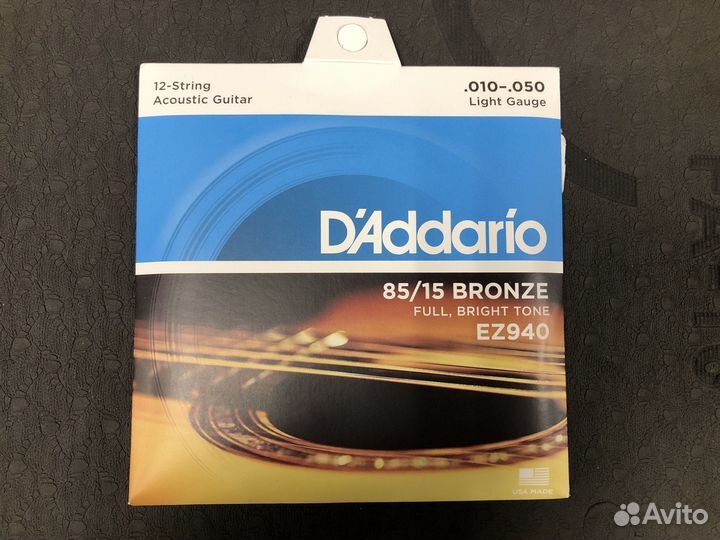 12-String
Acoustic Guitar
.010–.050
Light Gauge
D'Addario
85/15 BRONZE
FULL, BRIGHT TONE
EZ940
USA MADE
Avito